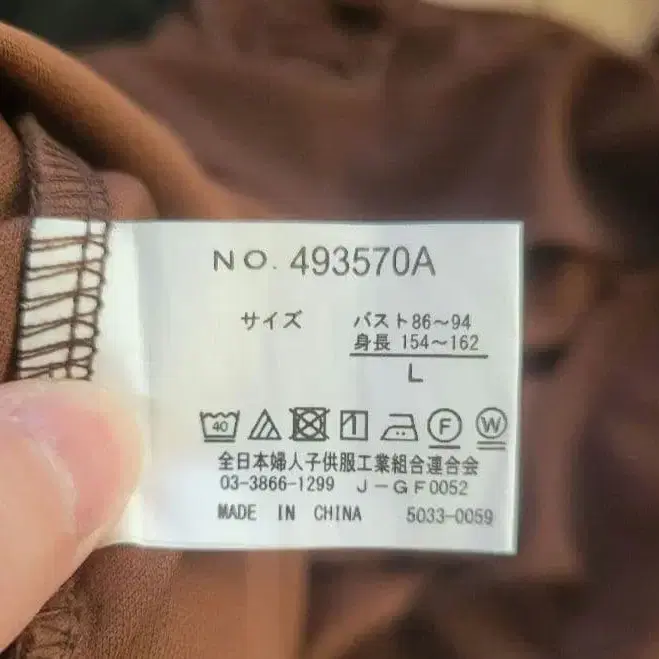 NO. 493570A
サイズ バスト86〜94
身長 154〜162
L
40 F W
全日本婦人子供服工業組合連合会
03-3866-1299 J-GF0052
MADE IN CHINA 5033-0059